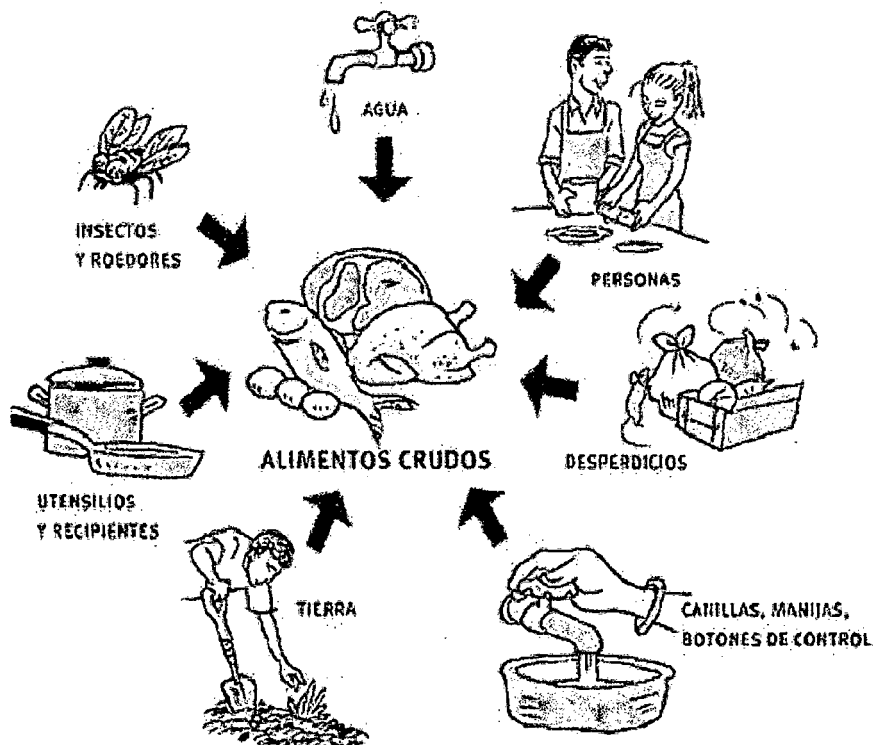 AGUA
INSECTOS
Y ROEDORES
PERSONAS
ALIMENTOS CRUDOS
DESPERDICIOS
UTENSILIOS
Y RECIPIENTES
TIERRA
CANILLAS, MANIJAS,
BOTONES DE CONTROL